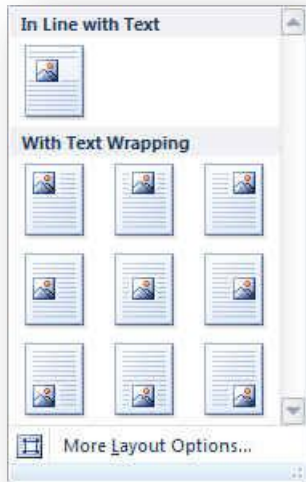 In Line with Text
With Text Wrapping
More Layout Options...